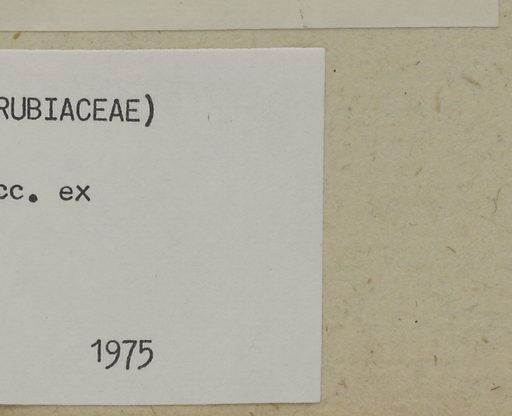 RUBIACEAE)
cc. ex
1975